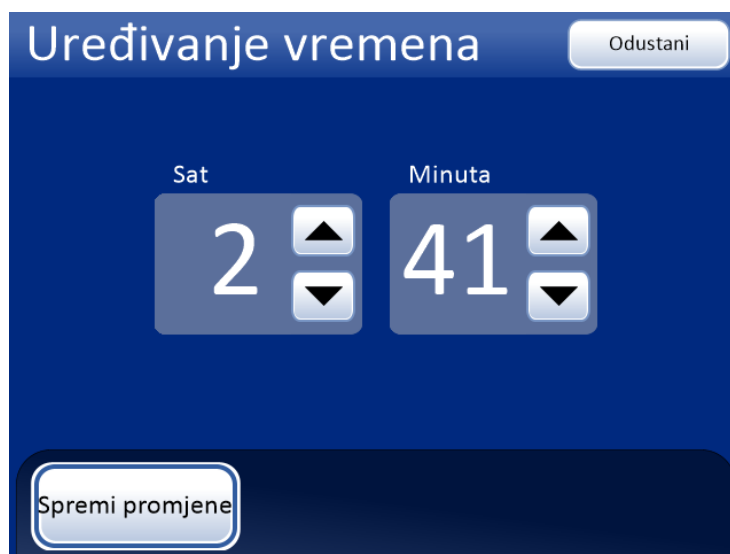 Uređivanje vremena
Odustani
Sat
Minuta
2
41
Spremi promjene